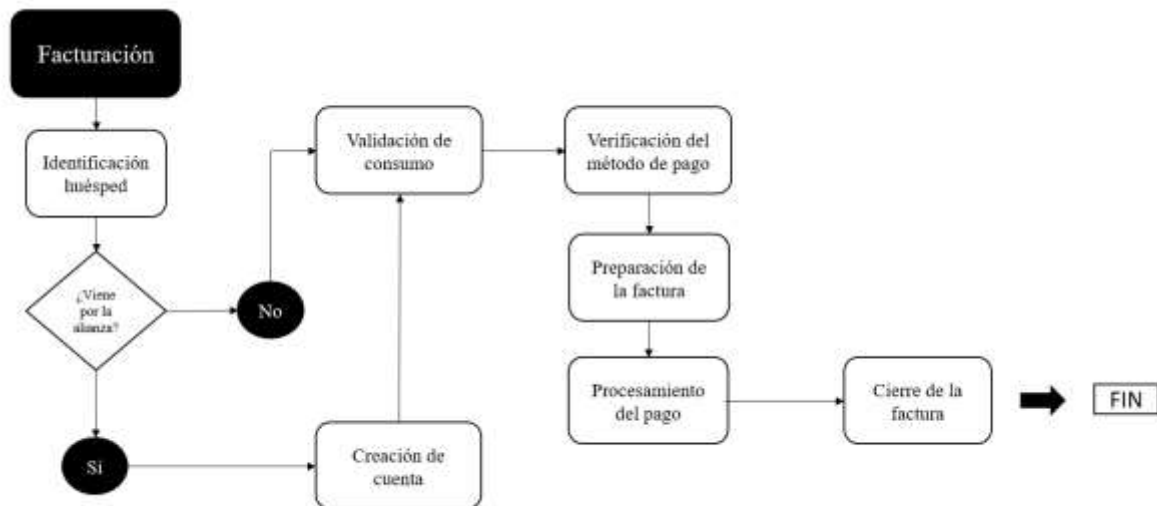 Facturación
Identificación
huésped
¿Viene
por la
alianza?
No
Si
Creación de
cuenta
Validación de
consumo
Verificación del
método de pago
Preparación de
la factura
Procesamiento
del pago
Cierre de la
factura
FIN